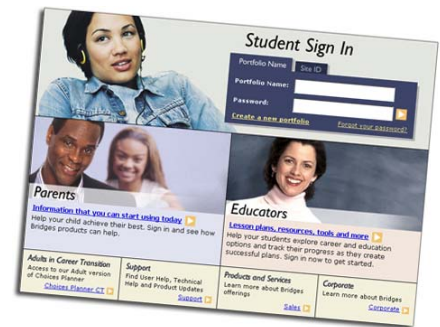 Student Sign In
Portfolio Name
Site ID
Portfolio Name:
Password:
Create a new portfolio
Forgot your password?
Parents
Information that you can start using today
Help your child achieve their best. Sign in and see how
Bridges products can help.
Educators
Lesson plans, resources, tools and more
Help your students explore career and education
options and track their progress as they create
successful plans. Sign in now to get started.
Adults in Career Transition
Access to our Adult version
of Choices Planner
Choices Planner CT
Support
Find User Help, Technical
Help and Product Updates
Support
Products and Services
Learn more about Bridges
offerings
Sales
Corporate
Learn more about Bridges
Corporate